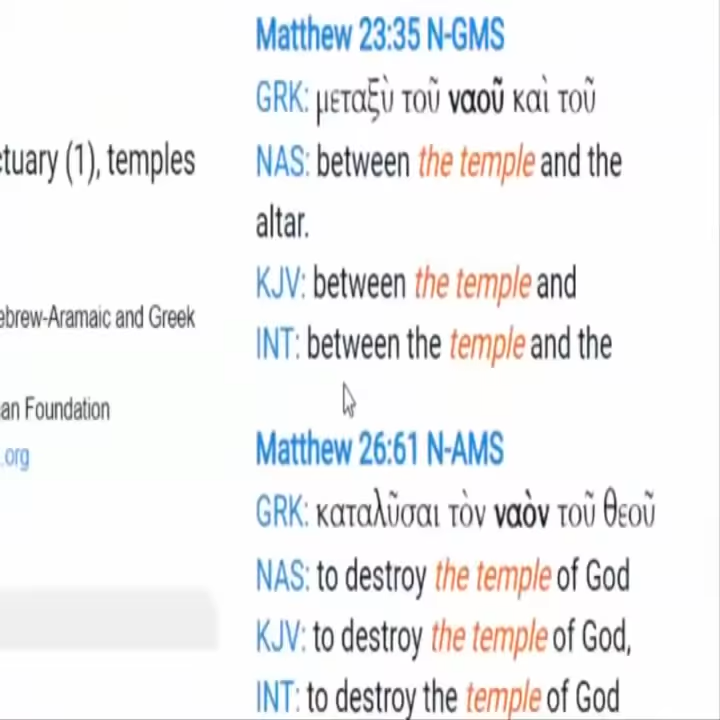 Matthew 23:35 N-GMS
GRK: μεταξὺ τοῦ ναοῦ καὶ τοῦ
ctuary (1), temples
NAS: between the temple and the
altar.
KJV: between the temple and
ebrew-Aramaic and Greek
INT: between the temple and the
an Foundation
Matthew 26:61 N-AMS
.org
GRK: καταλῦσαι τὸν ναὸν τοῦ θεοῦ
NAS: to destroy the temple of God
KJV: to destroy the temple of God,
INT: to destroy the temple of God